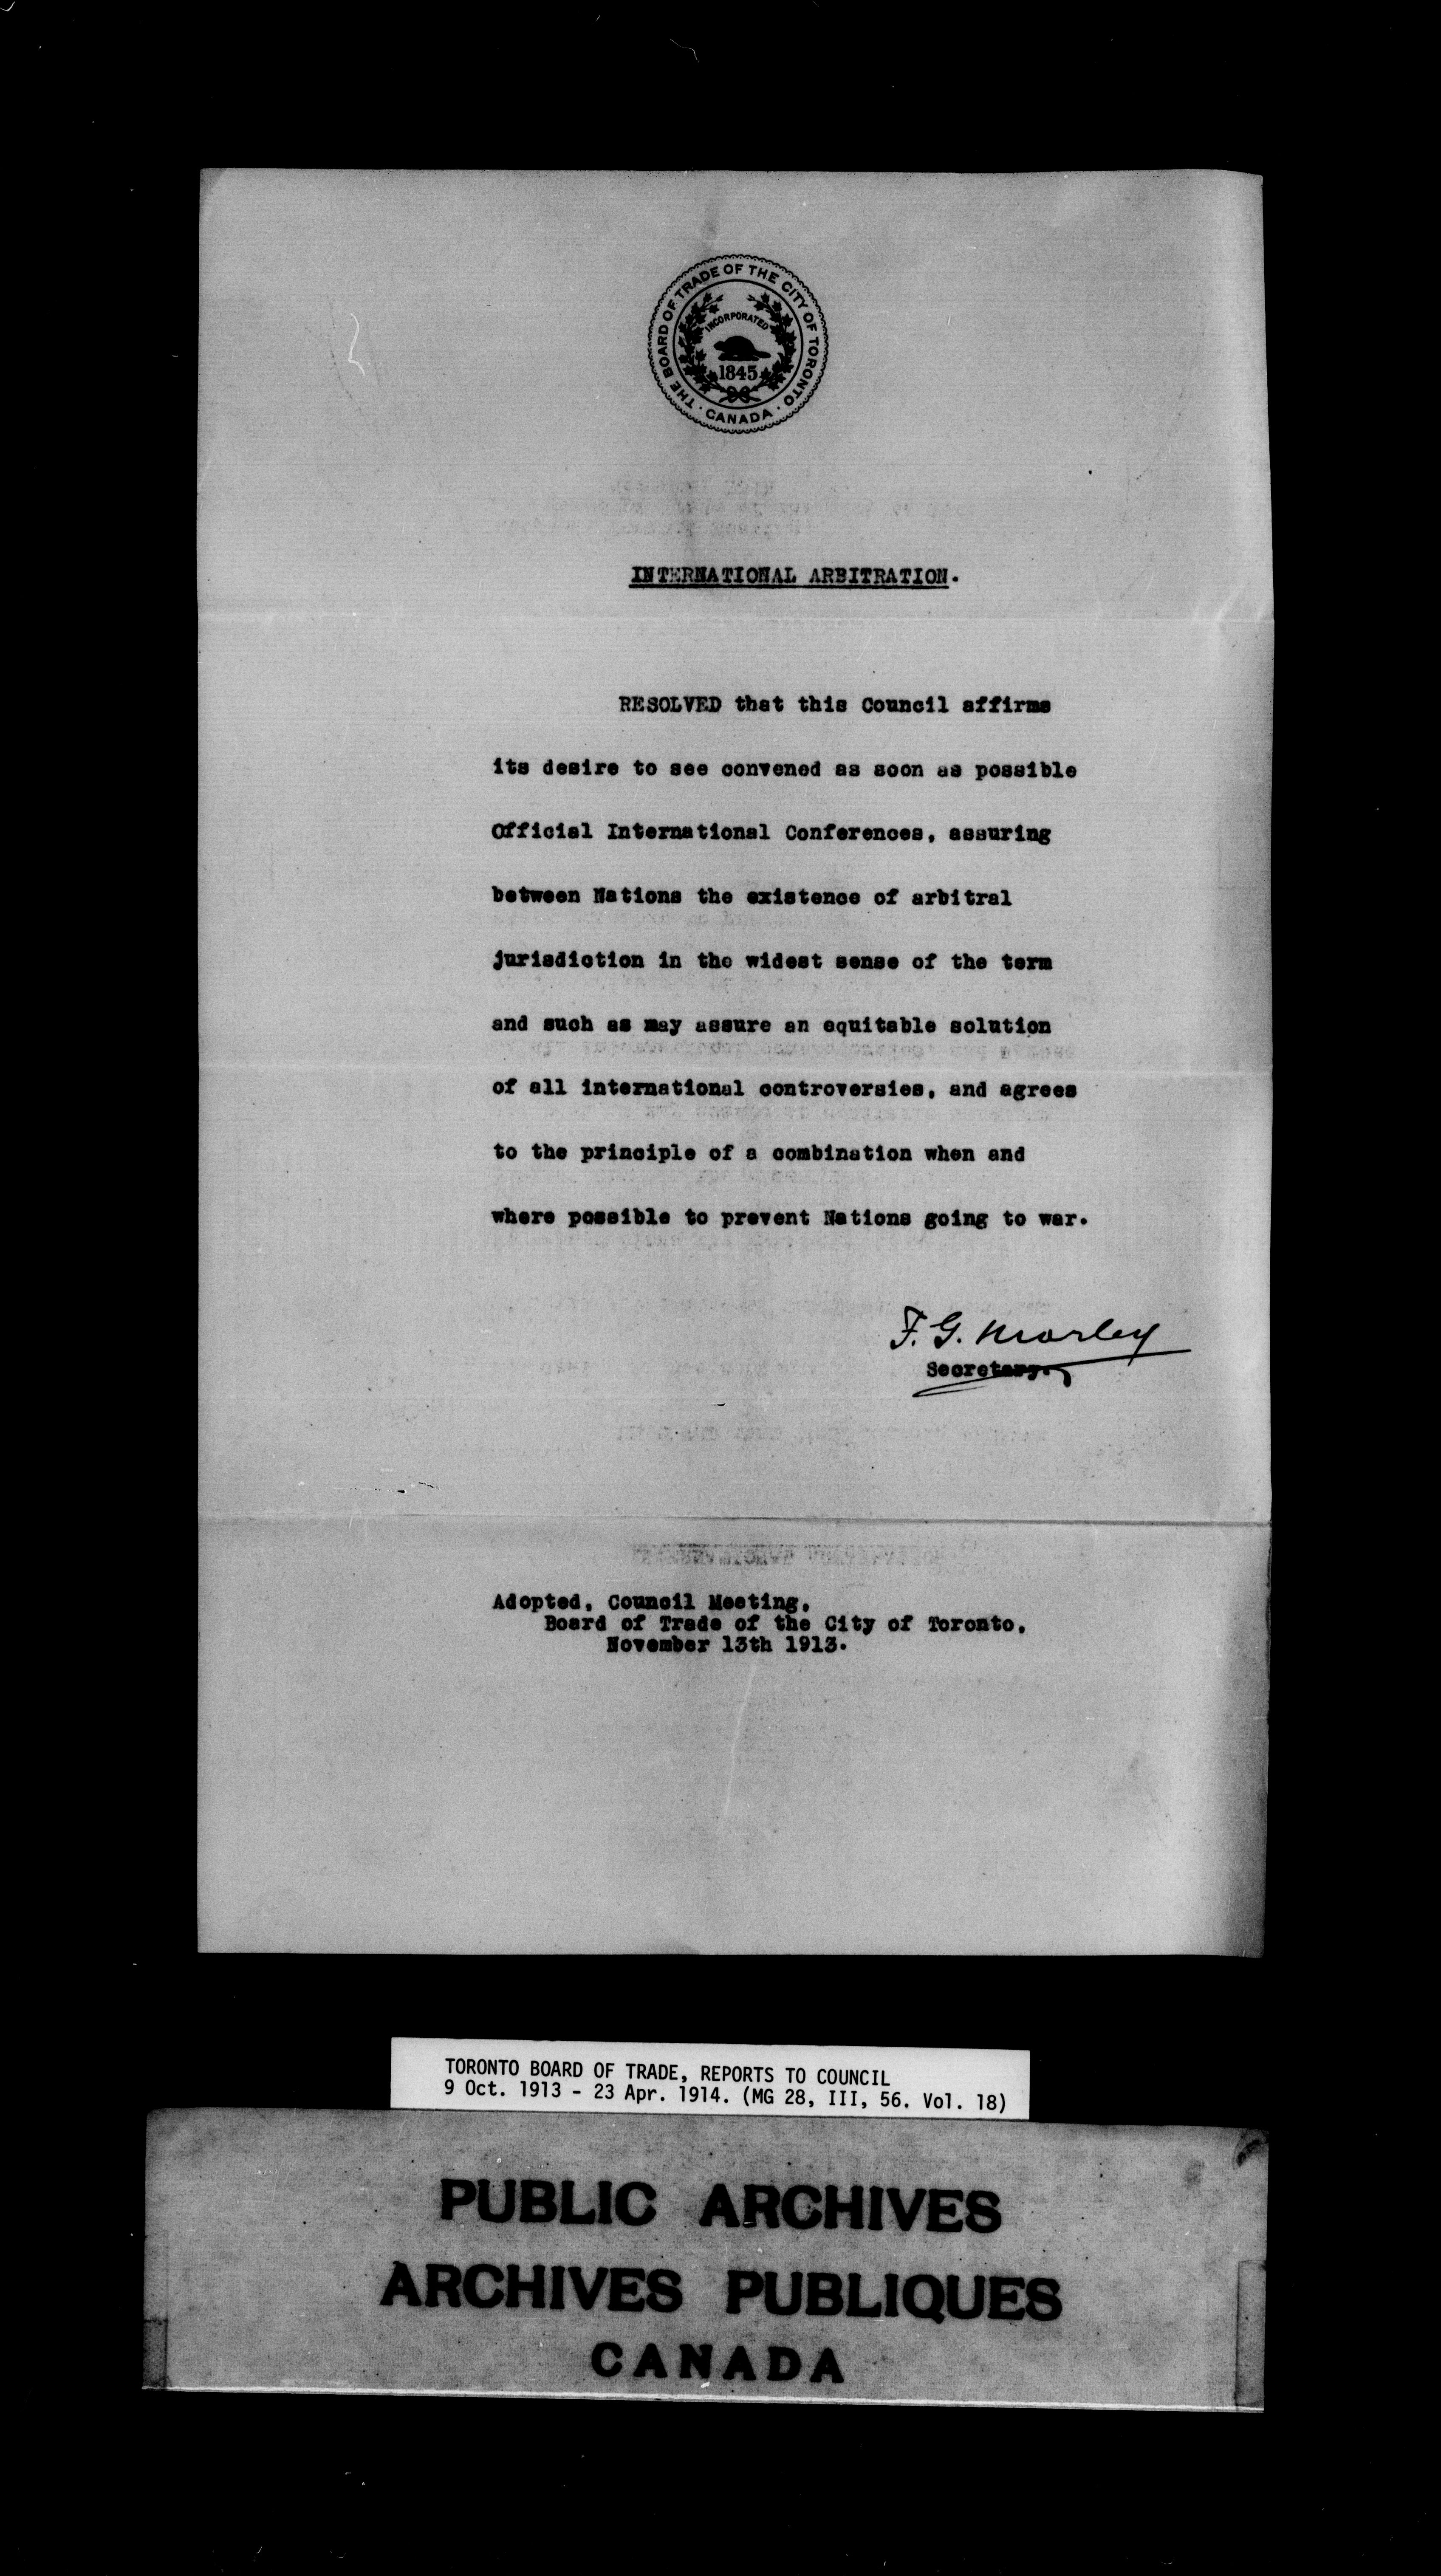 THE BOARD OF TRADE OF THE CITY OF TORONTO
· CANADA ·
INCORPORATED
1845
INTERNATIONAL ARBITRATION.
RESOLVED that this Council affirms
its desire to see convened as soon as possible
Official International Conferences, assuring
between Nations the existence of arbitral
jurisdiction in the widest sense of the term
and such as may assure an equitable solution
of all international controversies, and agrees
to the principle of a combination when and
where possible to prevent Nations going to war.
F. G. Morley
Secretary.
Adopted, Council Meeting,
Board of Trade of the City of Toronto,
November 13th 1913.
TORONTO BOARD OF TRADE, REPORTS TO COUNCIL
9 Oct. 1913 - 23 Apr. 1914. (MG 28, III, 56. Vol. 18)
PUBLIC ARCHIVES
ARCHIVES PUBLIQUES
CANADA